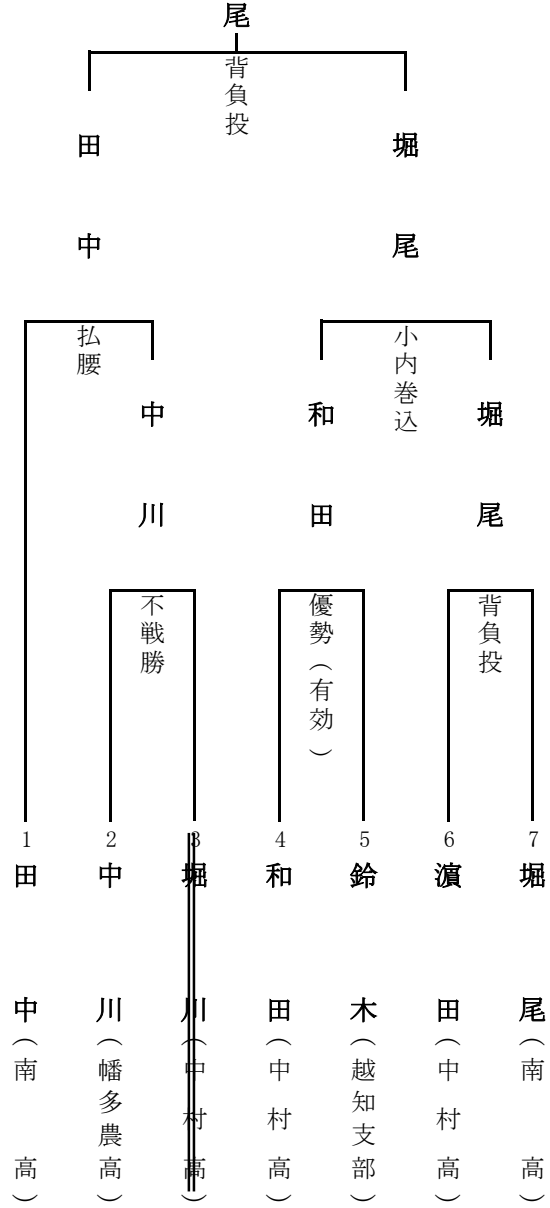 尾
背負投
田中
堀尾
払腰
小内巻込
中川
和田
堀尾
不戦勝
優勢(有効)
背負投
1 田中(南高)
2 中川(幡多農高)
3 堀川(中村高)
4 和田(中村高)
5 鈴木(越知支部)
6 濵田(中村高)
7 堀尾(南高)